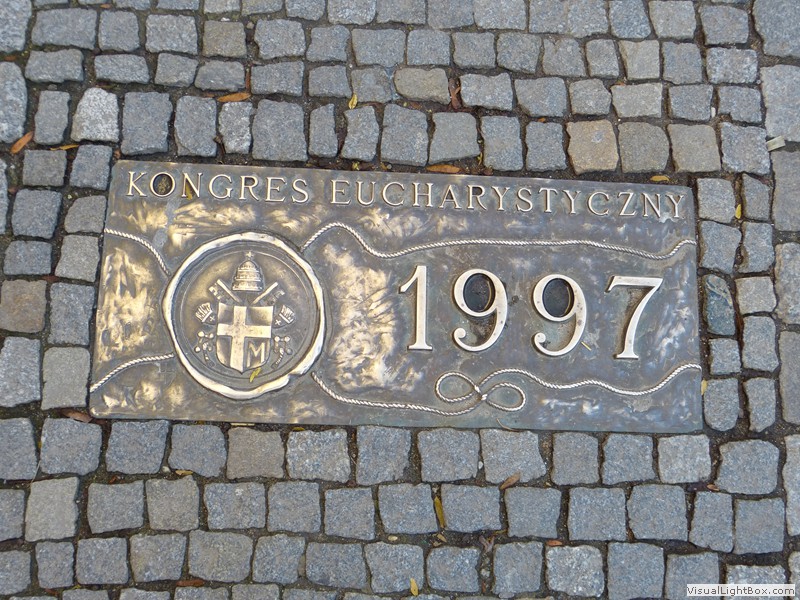 KONGRES EUCHARYSTYCZNY
1997
M
VisualLightBox.com